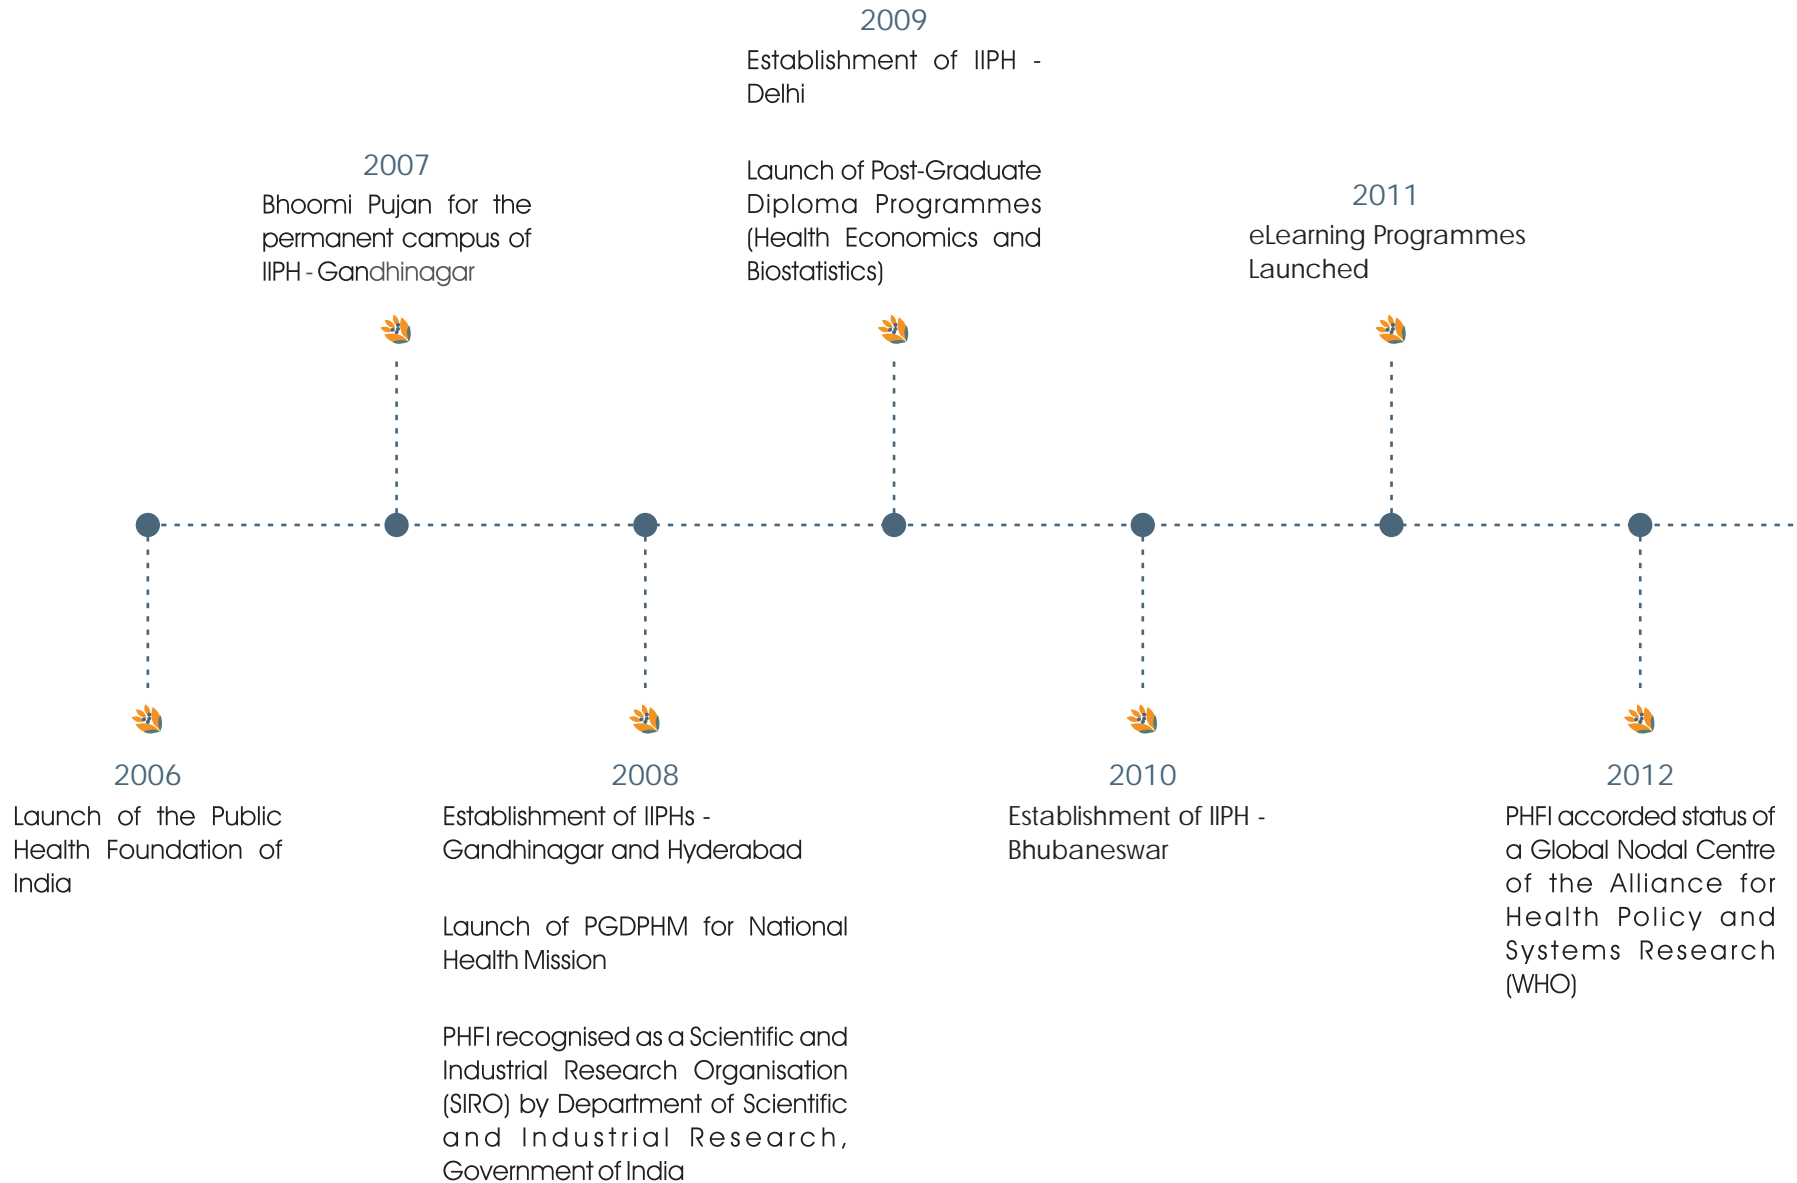 2009
Establishment of IIPH -
Delhi
Launch of Post-Graduate
Diploma Programmes
(Health Economics and
Biostatistics)
2007
Bhoomi Pujan for the
permanent campus of
IIPH - Gandhinagar
2011
eLearning Programmes
Launched
2006
Launch of the Public
Health Foundation of
India
2008
Establishment of IIPHs -
Gandhinagar and Hyderabad
Launch of PGDPHM for National
Health Mission
PHFI recognised as a Scientific and
Industrial Research Organisation
(SIRO) by Department of Scientific
and Industrial Research,
Government of India
2010
Establishment of IIPH -
Bhubaneswar
2012
PHFI accorded status of
a Global Nodal Centre
of the Alliance for
Health Policy and
Systems Research
(WHO)